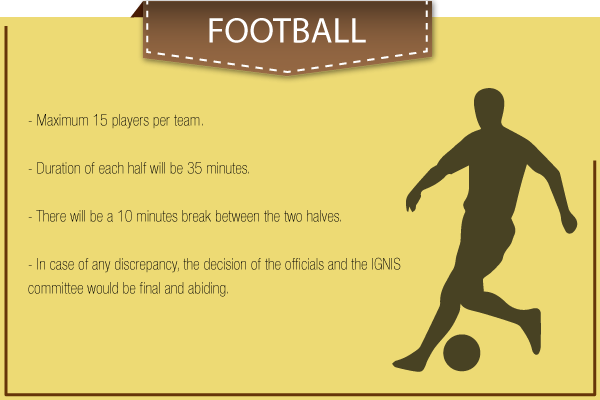 FOOTBALL
- Maximum 15 players per team.
- Duration of each half will be 35 minutes.
- There will be a 10 minutes break between the two halves.
- In case of any discrepancy, the decision of the officials and the IGNIS
committee would be final and abiding.